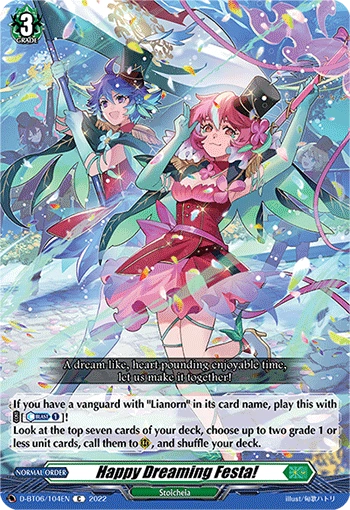 3
GRADE
A dream like, heart pounding enjoyable time,
let us make it together!
If you have a vanguard with "Lianorn" in its card name, play this with
[COUNTER BLAST 1]!
Look at the top seven cards of your deck, choose up to two grade 1 or
less unit cards, call them to R, and shuffle your deck.
NORMAL ORDER
Happy Dreaming Festa!
Stoicheia
D-BT06/104EN C 2022
illust/匈歌ハトリ